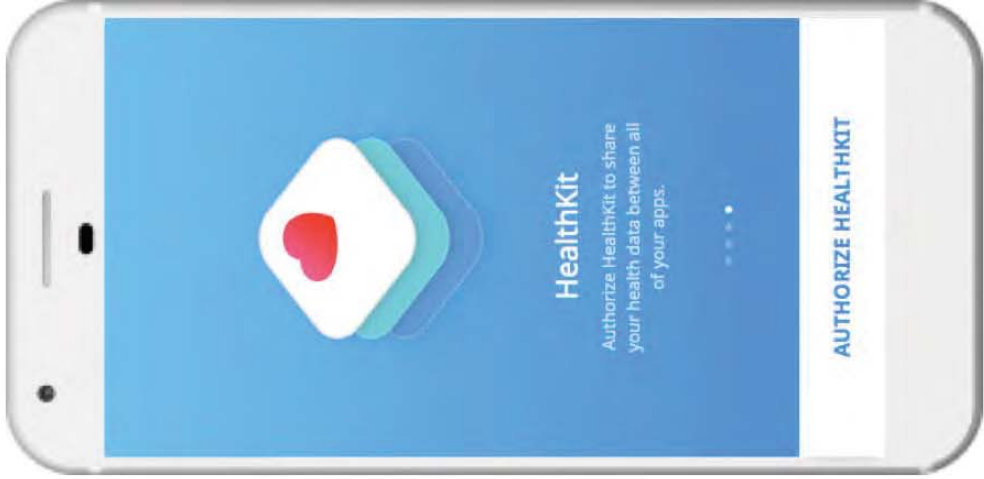 HealthKit
Authorize HealthKit to share
your health data between all
of your apps.
AUTHORIZE HEALTHKIT